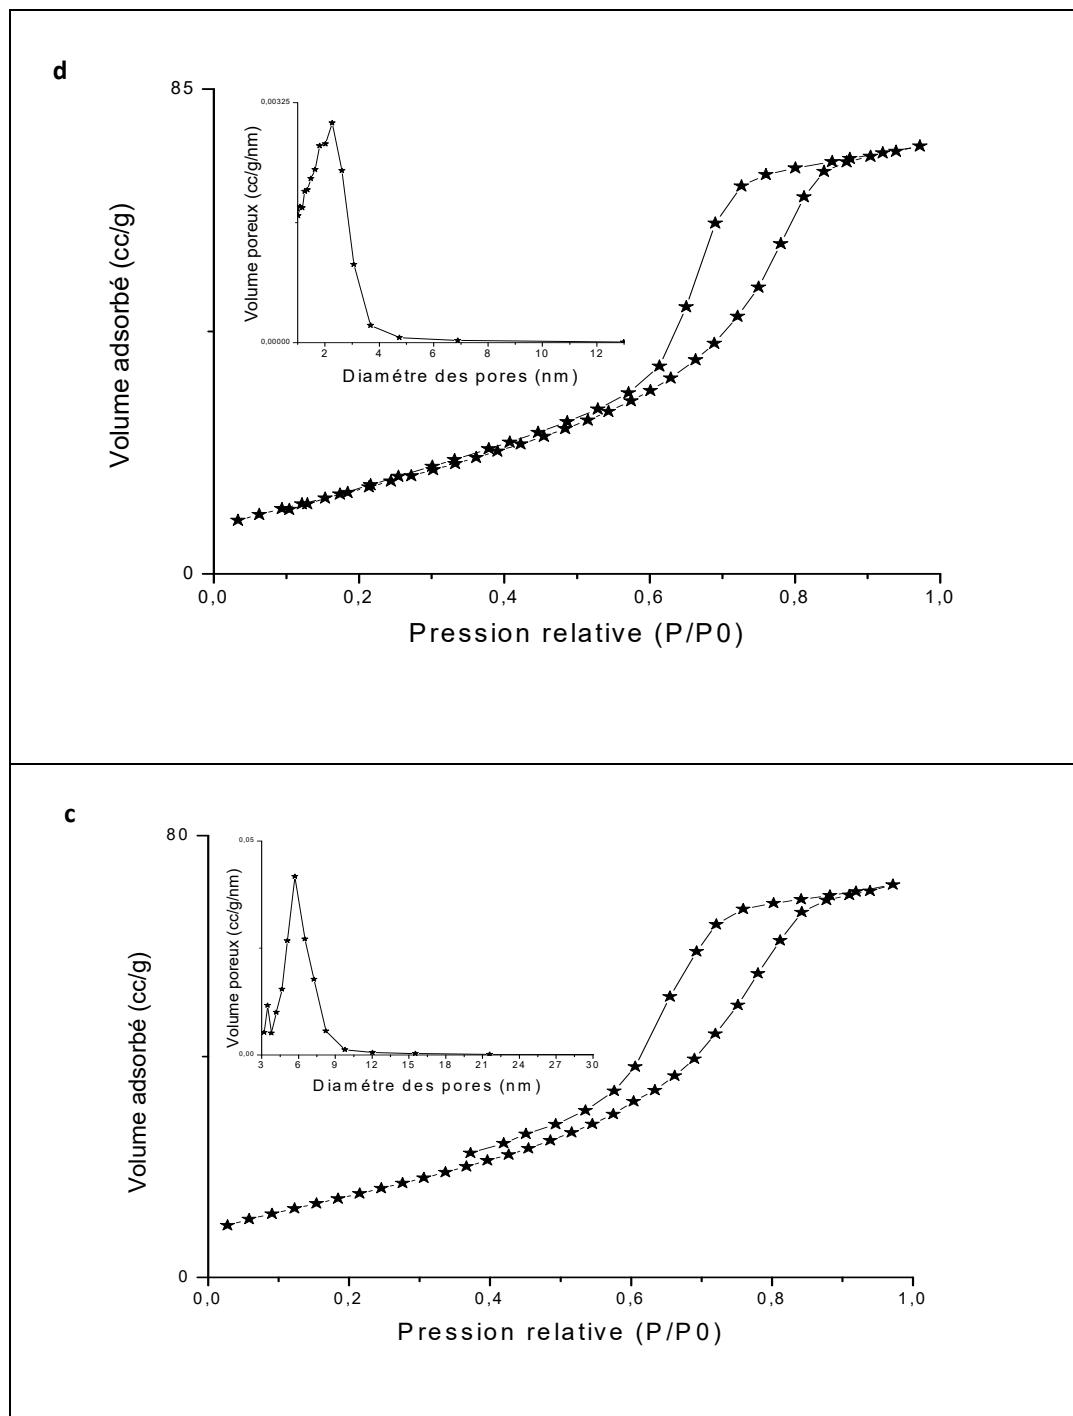 d
85
0
Volume adsorbé (cc/g)
0,0 0,2 0,4 0,6 0,8 1,0
Pression relative (P/P0)
0,00325
0,00000
Volume poreux (cc/g/nm)
2 4 6 8 10 12
Diamétre des pores (nm)
c
80
0
Volume adsorbé (cc/g)
0,0 0,2 0,4 0,6 0,8 1,0
Pression relative (P/P0)
0,05
0,00
Volume poreux (cc/g/nm)
3 6 9 12 15 18 21 24 27 30
Diamétre des pores (nm)